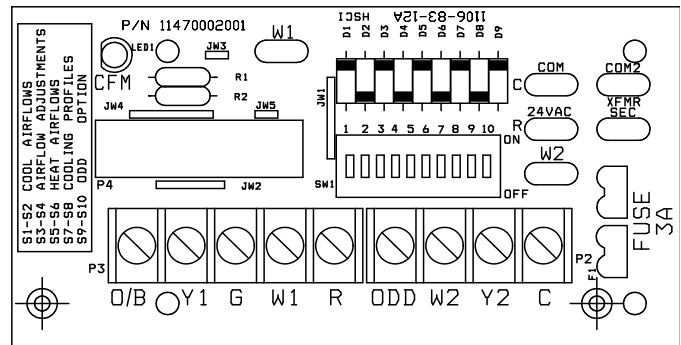 P/N 11470002001
W1
HSCI
1106-83-12A
D1 D2 D3 D4 D5 D6 D7 D8 D9
LED1
JW3
CFM
R1
R2
C
COM
COM2
JW4
JW5
JW1
XFMR
SEC
24VAC
R
ON
1 2 3 4 5 6 7 8 9 10
P4
JW2
SW1
OFF
W2
S1-S2 COOL AIRFLOWS
S3-S4 AIRFLOW ADJUSTMENTS
S5-S6 HEAT AIRFLOWS
S7-S8 COOLING PROFILES
S9-S10 ODD OPTION
FUSE
3A
P3
P2
F1
O/B Y1 G W1 R ODD W2 Y2 C